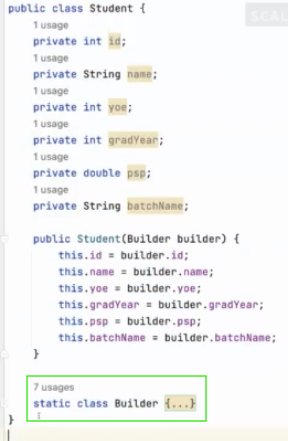 public class Student {
SCAL
1 usage
private int id;
1 usage
private String name;
1 usage
private int yoe;
1 usage
private int gradYear;
1 usage
private double psp;
1 usage
private String batchName;
public Student(Builder builder) {
this.id = builder.id;
this.name = builder.name;
this.yoe = builder.yoe;
this.gradYear = builder.gradYear;
this.psp = builder.psp;
this.batchName = builder.batchName;
}
7 usages
static class Builder {...}
}